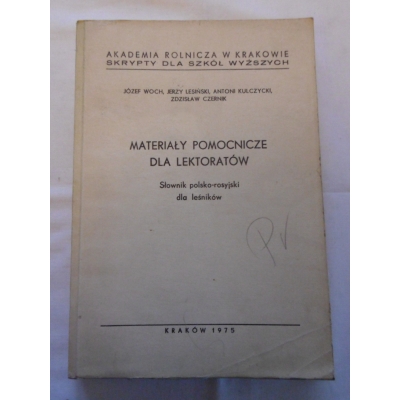 AKADEMIA ROLNICZA W KRAKOWIE
SKRYPTY DLA SZKÓŁ WYŻSZYCH
JÓZEF WOCH, JERZY LESIŃSKI, ANTONI KULCZYCKI,
ZDZISŁAW CZERNIK
MATERIAŁY POMOCNICZE
DLA LEKTORATÓW
Słownik polsko-rosyjski
dla leśników
KRAKÓW 1975